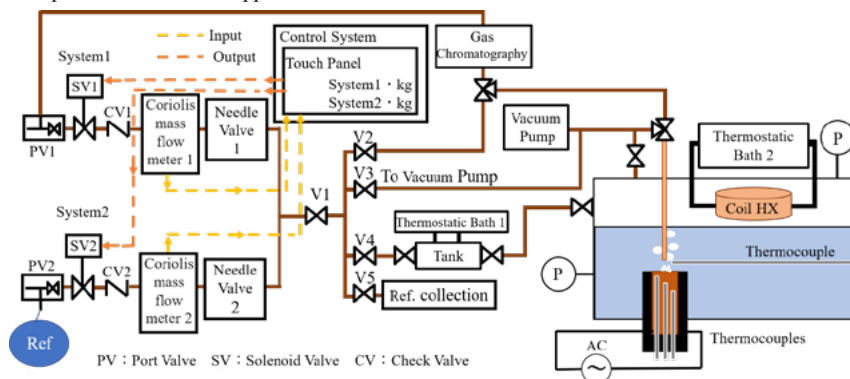 Input
Output
Control System
Touch Panel
System1・kg
System2・kg
Gas
Chromatography
System1
SV1
CV1
PV1
Coriolis
mass
flow
meter 1
Needle
Valve
1
Vacuum
Pump
Thermostatic
Bath 2
P
Coil HX
V2
V3
To Vacuum Pump
V1
System2
SV2
CV2
PV2
Coriolis
mass
flow
meter 2
Needle
Valve
2
Thermostatic Bath 1
V4
Tank
V5
Ref. collection
P
Thermocouple
Thermocouples
AC
Ref
PV：Port Valve SV：Solenoid Valve CV：Check Valve